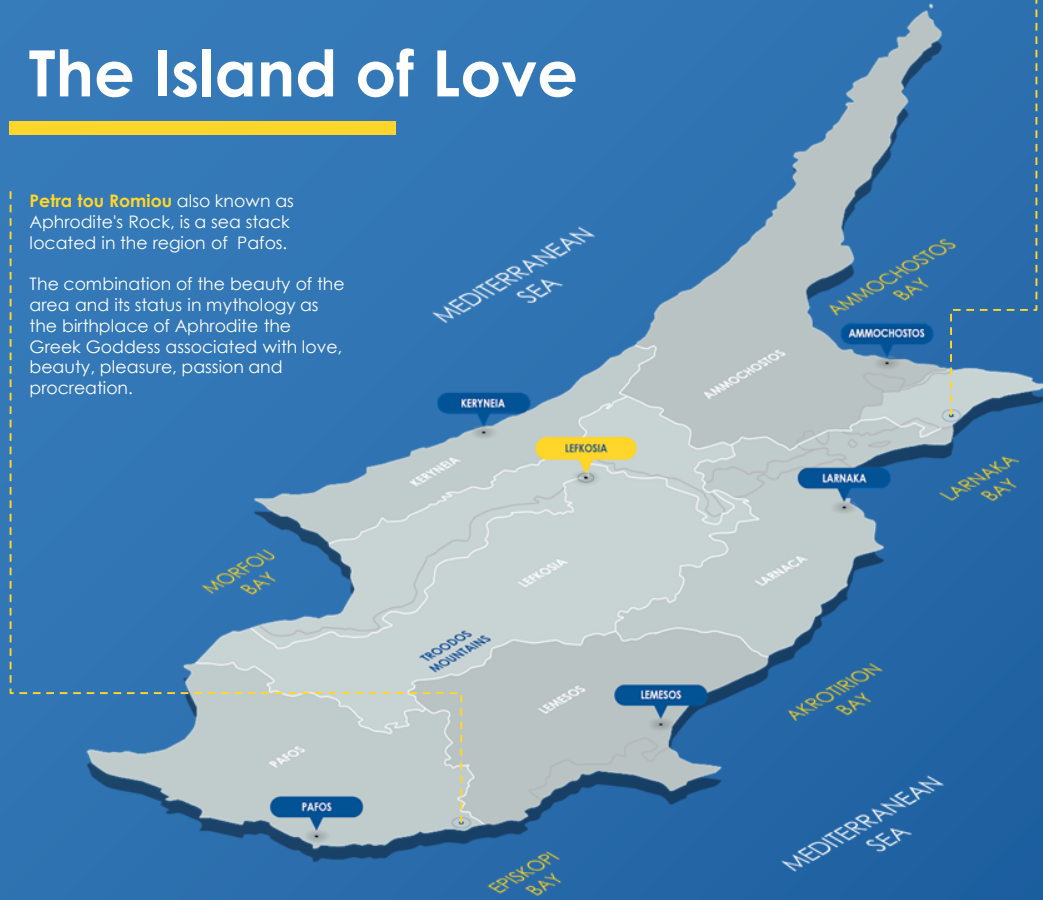 The Island of Love
Petra tou Romiou also known as
Aphrodite's Rock, is a sea stack
located in the region of Pafos.
The combination of the beauty of the
area and its status in mythology as
the birthplace of Aphrodite the
Greek Goddess associated with love,
beauty, pleasure, passion and
procreation.
MEDITERRANEAN
SEA
AMMOCHOSTOS
BAY
AMMOCHOSTOS
AMMOCHOSTOS
KERYNEIA
LEFKOSIA
KERYNEIA
LARNAKA
LARNAKA
BAY
MORFOU
BAY
LEFKOSIA
LARNACA
TROODOS
MOUNTAINS
LEMESOS
LEMESOS
AKROTIRION
BAY
PAFOS
PAFOS
MEDITERRANEAN
SEA
EPISKOPI
BAY